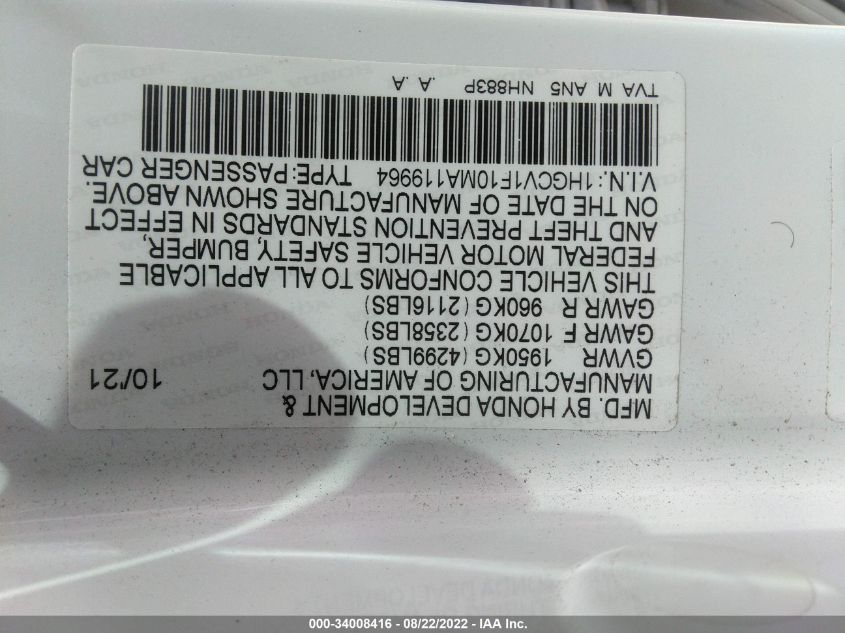 MFD. BY HONDA DEVELOPMENT &
MANUFACTURING OF AMERICA, LLC 10/'21
GVWR 1950KG (4299LBS)
GAWR F 1070KG (2358LBS)
GAWR R 960KG (2116LBS)
THIS VEHICLE CONFORMS TO ALL APPLICABLE
FEDERAL MOTOR VEHICLE SAFETY, BUMPER,
AND THEFT PREVENTION STANDARDS IN EFFECT
ON THE DATE OF MANUFACTURE SHOWN ABOVE.
V.I.N.:1HGCV1F10MA119964 TYPE:PASSENGER CAR
TVA M AN5 NH883P .A .A
000-34008416 - 08/22/2022 - IAA Inc.